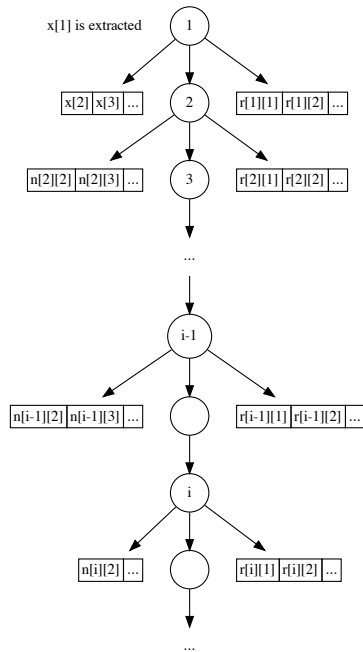 x[1] is extracted
1
x[2] x[3] ...
2
r[1][1] r[1][2] ...
n[2][2] n[2][3] ...
3
r[2][1] r[2][2] ...
...
i-1
n[i-1][2] n[i-1][3] ...
r[i-1][1] r[i-1][2] ...
i
n[i][2] ...
r[i][1] r[i][2] ...
...